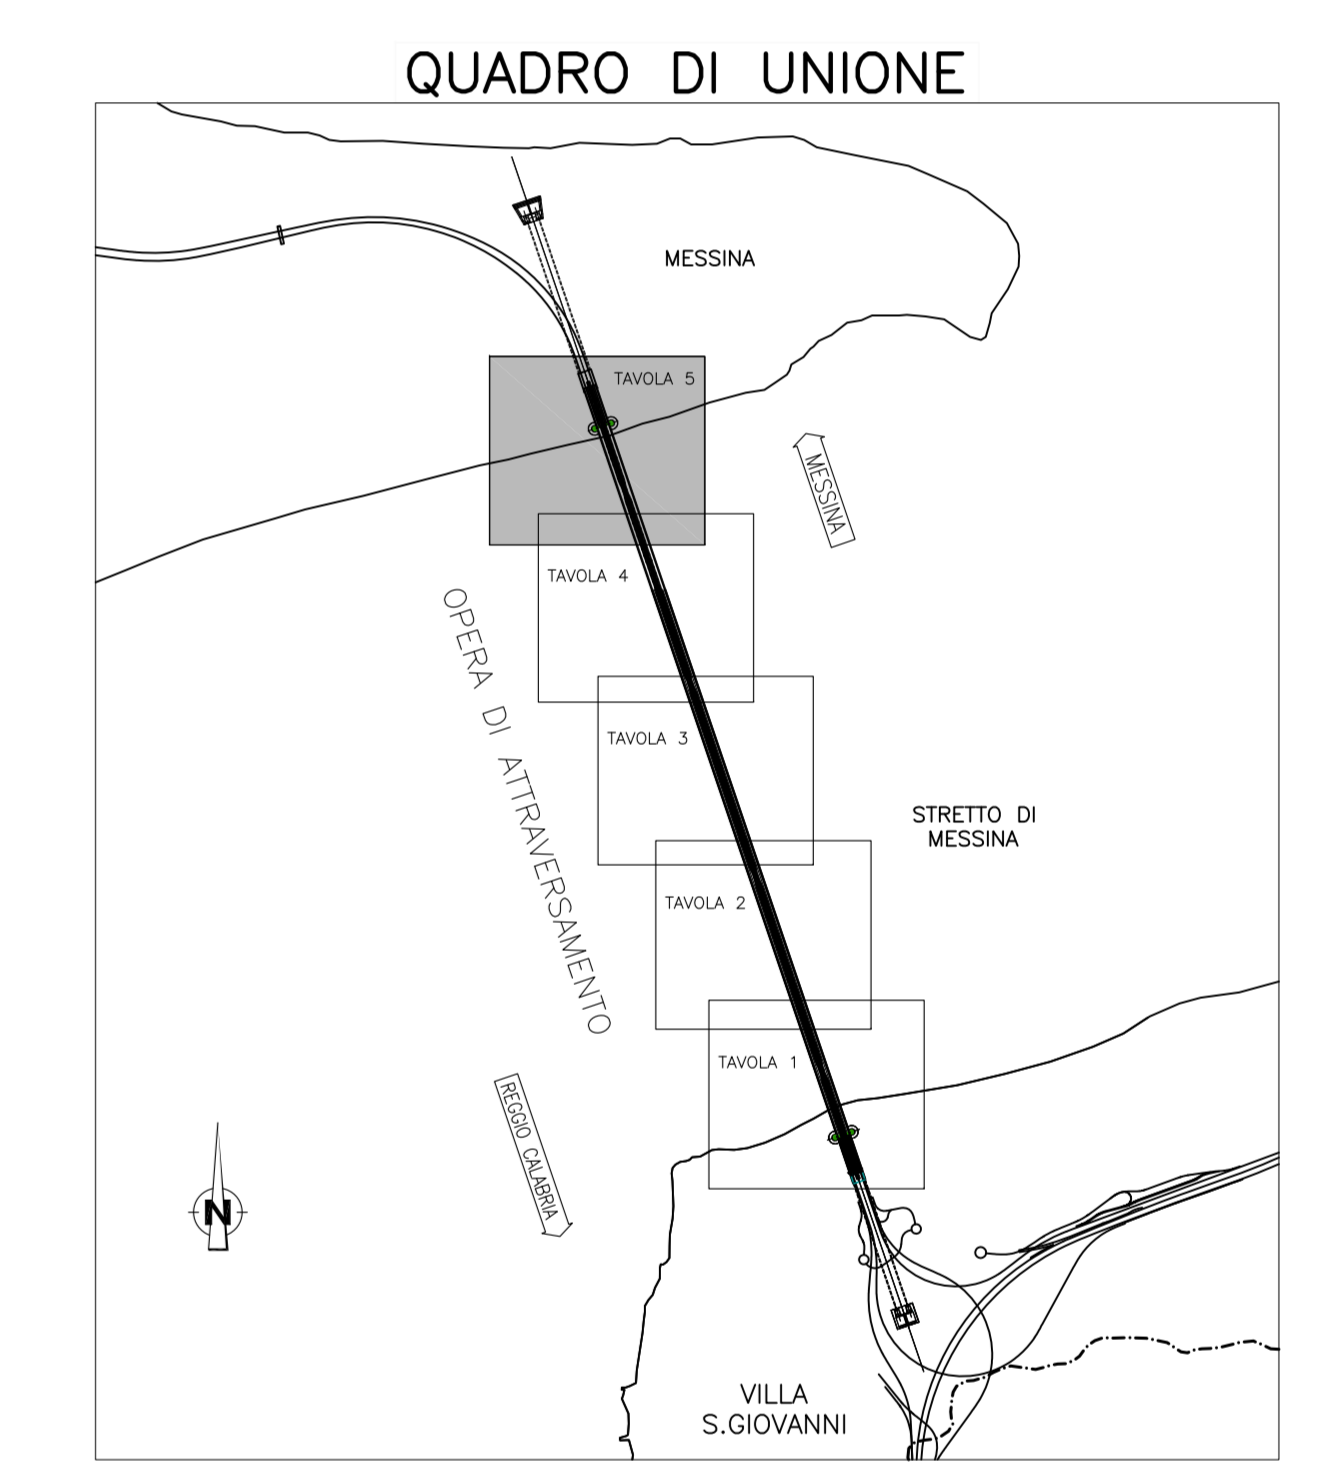 QUADRO DI UNIONE
MESSINA
TAVOLA 5
MESSINA
TAVOLA 4
OPERA DI ATTRAVERSAMENTO
TAVOLA 3
STRETTO DI
MESSINA
TAVOLA 2
TAVOLA 1
REGGIO CALABRIA
N
VILLA
S.GIOVANNI